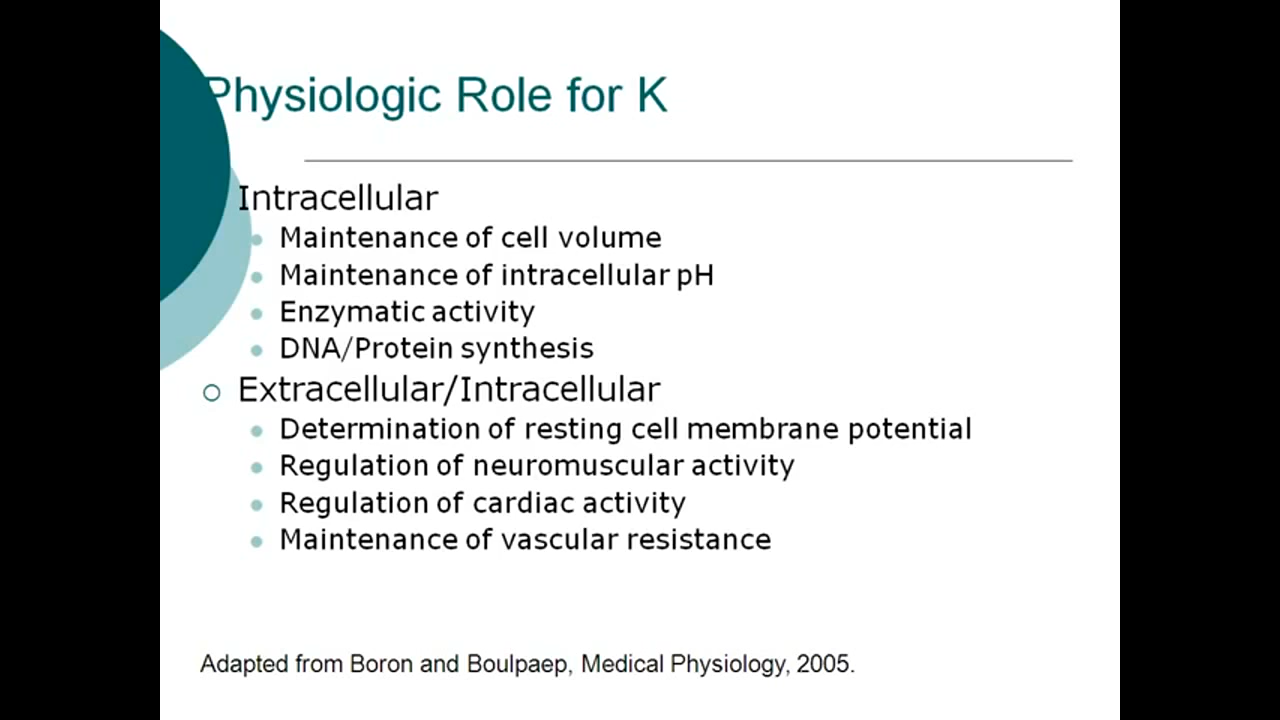 Physiologic Role for K
Intracellular
Maintenance of cell volume
Maintenance of intracellular pH
Enzymatic activity
DNA/Protein synthesis
Extracellular/Intracellular
Determination of resting cell membrane potential
Regulation of neuromuscular activity
Regulation of cardiac activity
Maintenance of vascular resistance
Adapted from Boron and Boulpaep, Medical Physiology, 2005.